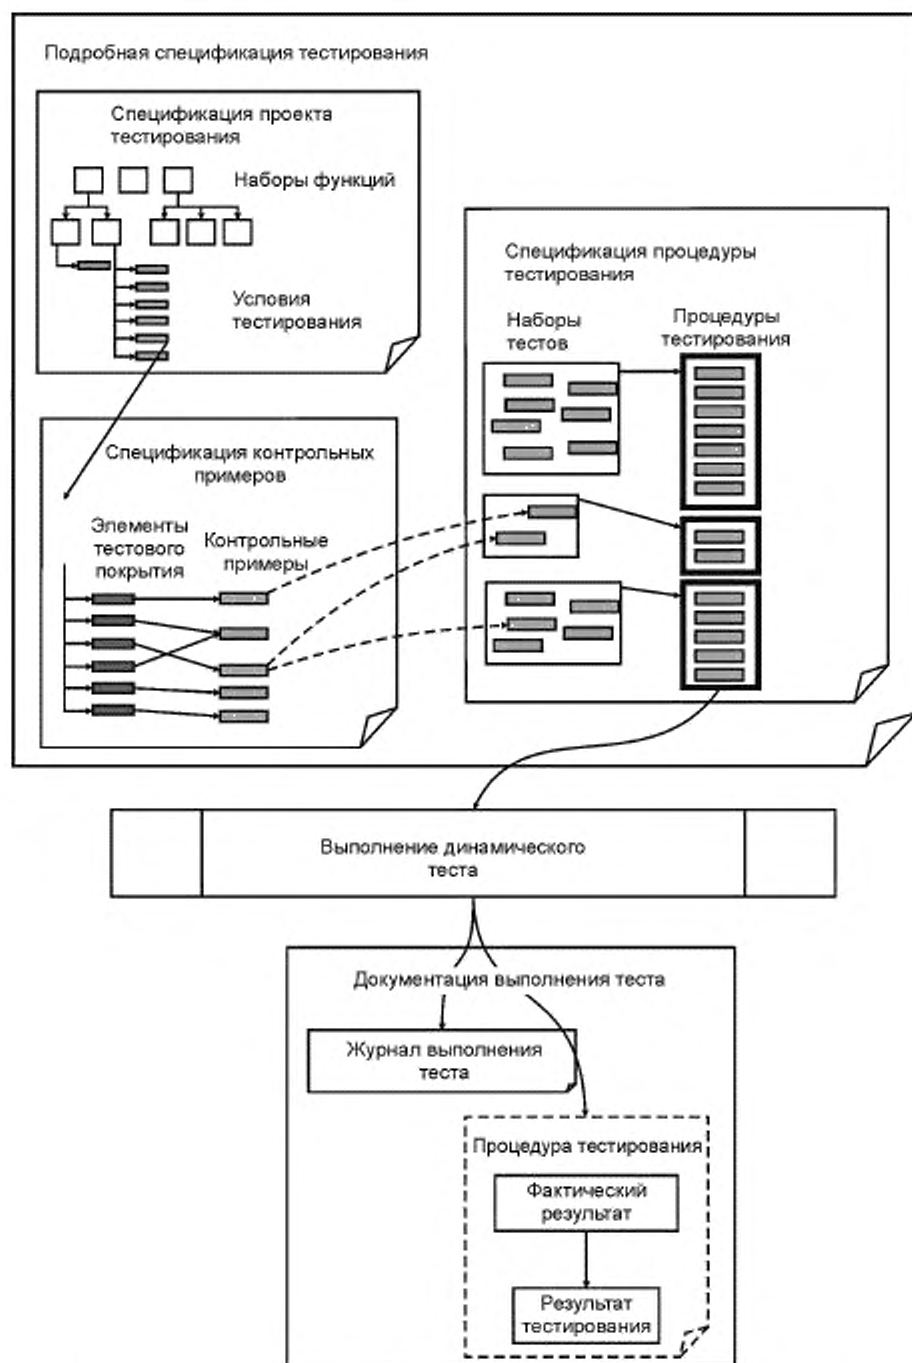 Подробная спецификация тестирования
Спецификация проекта
тестирования
Наборы функций
Условия
тестирования
Спецификация контрольных
примеров
Элементы
тестового
покрытия
Контрольные
примеры
Спецификация процедуры
тестирования
Наборы
тестов
Процедуры
тестирования
Выполнение динамического
теста
Документация выполнения теста
Журнал выполнения
теста
Процедура тестирования
Фактический
результат
Результат
тестирования